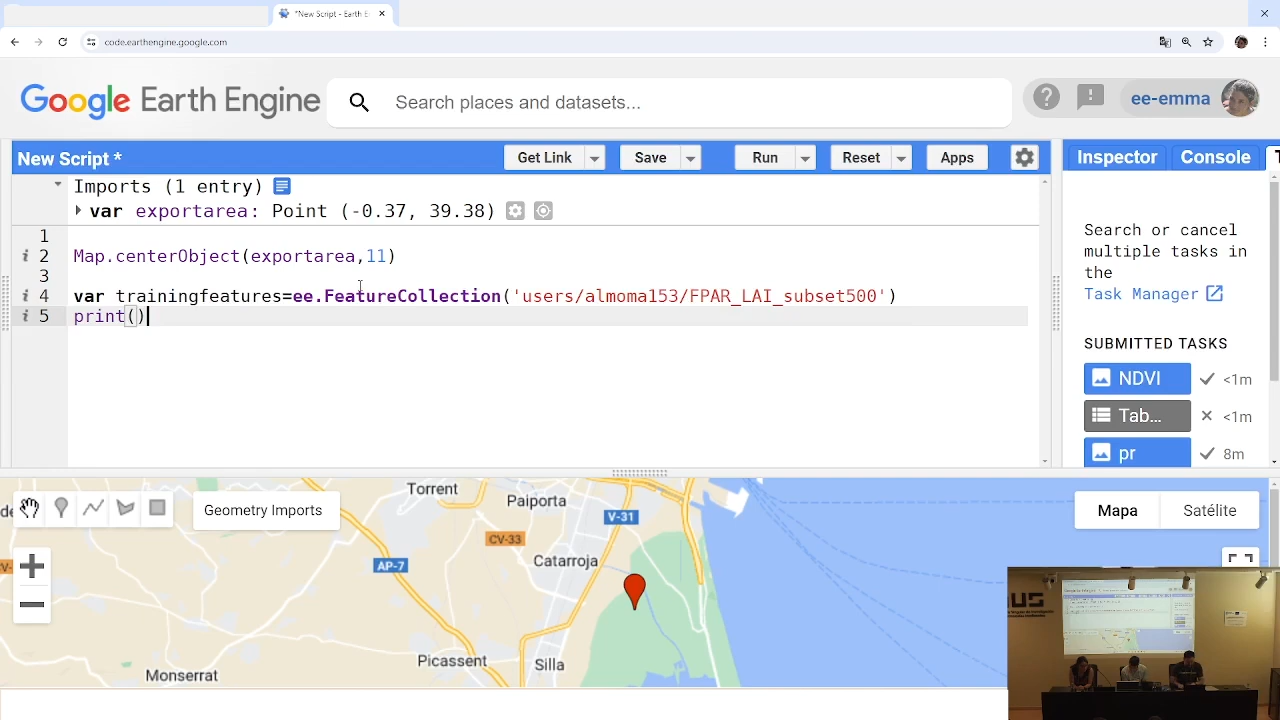 *New Script - Earth E
code.earthengine.google.com
Google Earth Engine
Search places and datasets...
ee-emma
New Script *
Get Link
Save
Run
Reset
Apps
Inspector
Console
T
Imports (1 entry)
var exportarea: Point (-0.37, 39.38)
1
2 Map.centerObject(exportarea,11)
3
4 var trainingfeatures=ee.FeatureCollection('users/almoma153/FPAR_LAI_subset500')
5 print()
Search or cancel
multiple tasks in
the
Task Manager
SUBMITTED TASKS
NDVI <1m
Tab... <1m
pr 8m
Geometry Imports
Mapa
Satélite
Torrent
Paiporta
V-31
CV-33
AP-7
Catarroja
Picassent
Silla
Monserrat